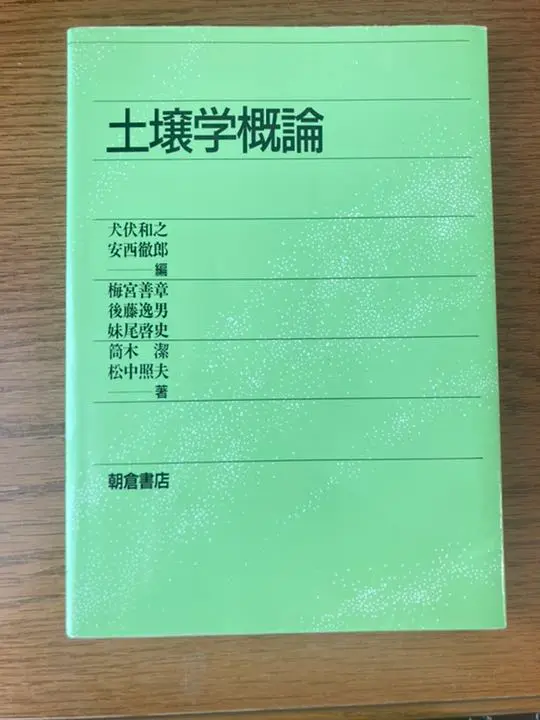 土壌学概論
犬伏和之
安西徹郎
——編
梅宮善章
後藤逸男
妹尾啓史
筒木　潔
松中照夫
——著
朝倉書店